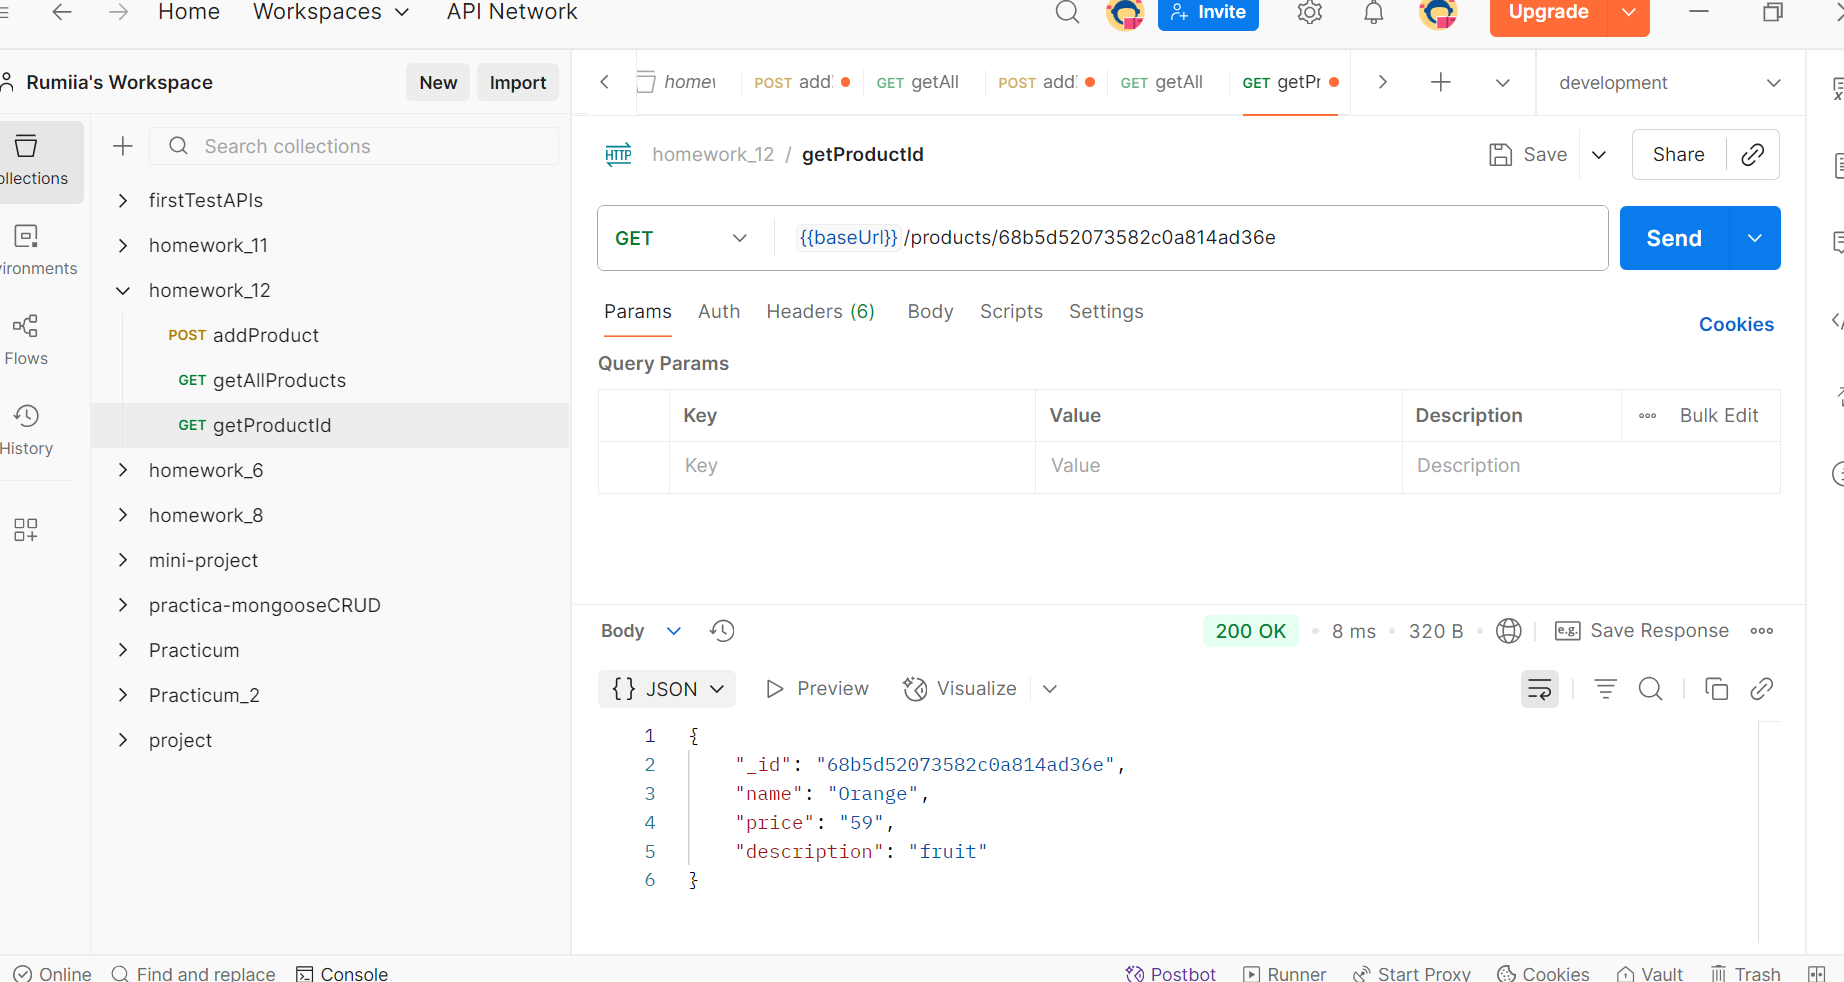 Home Workspaces API Network Invite Upgrade
Rumiia's Workspace New Import
POST add GET getAll POST add GET getAll GET getPr development
Search collections
ollections
homework_12 / getProductId Save Share
firstTestAPIs
homework_11
homework_12
POST addProduct
GET getAllProducts
GET getProductId
homework_6
homework_8
mini-project
practica-mongooseCRUD
Practicum
Practicum_2
project
vironments
Flows
History
HTTP
GET {{baseUrl}}/products/68b5d52073582c0a814ad36e Send
Params Auth Headers (6) Body Scripts Settings Cookies
Query Params
Key Value Description Bulk Edit
Key Value Description
Body 200 OK 8 ms 320 B e.g. Save Response
{} JSON Preview Visualize
1 {
2 "_id": "68b5d52073582c0a814ad36e",
3 "name": "Orange",
4 "price": "59",
5 "description": "fruit"
6 }
Online Find and replace Console Postbot Runner Start Proxy Cookies Vault Trash